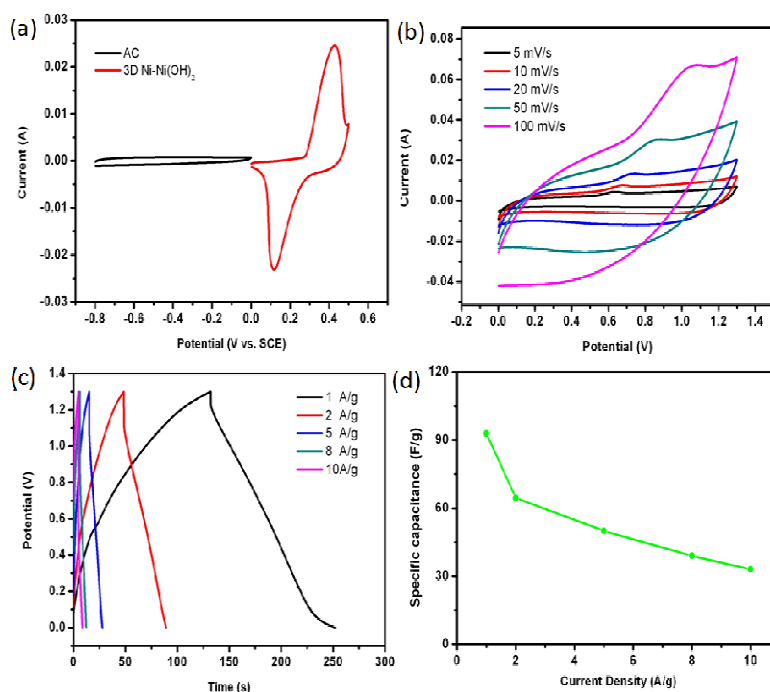 (a)
0.03
0.02
0.01
0.00
-0.01
-0.02
-0.03
Current (A)
AC
3D Ni-Ni(OH)₂
-0.8 -0.6 -0.4 -0.2 0.0 0.2 0.4 0.6
Potential (V vs. SCE)
(b)
0.08
0.06
0.04
0.02
0.00
-0.02
-0.04
Current (A)
5 mV/s
10 mV/s
20 mV/s
50 mV/s
100 mV/s
-0.2 0.0 0.2 0.4 0.6 0.8 1.0 1.2 1.4
Potential (V)
(c)
1.4
1.2
1.0
0.8
0.6
0.4
0.2
0.0
Potential (V)
1 A/g
2 A/g
5 A/g
8 A/g
10A/g
0 50 100 150 200 250 300
Time (s)
(d)
120
90
60
30
0
Specific capacitance (F/g)
0 2 4 6 8 10
Current Density (A/g)